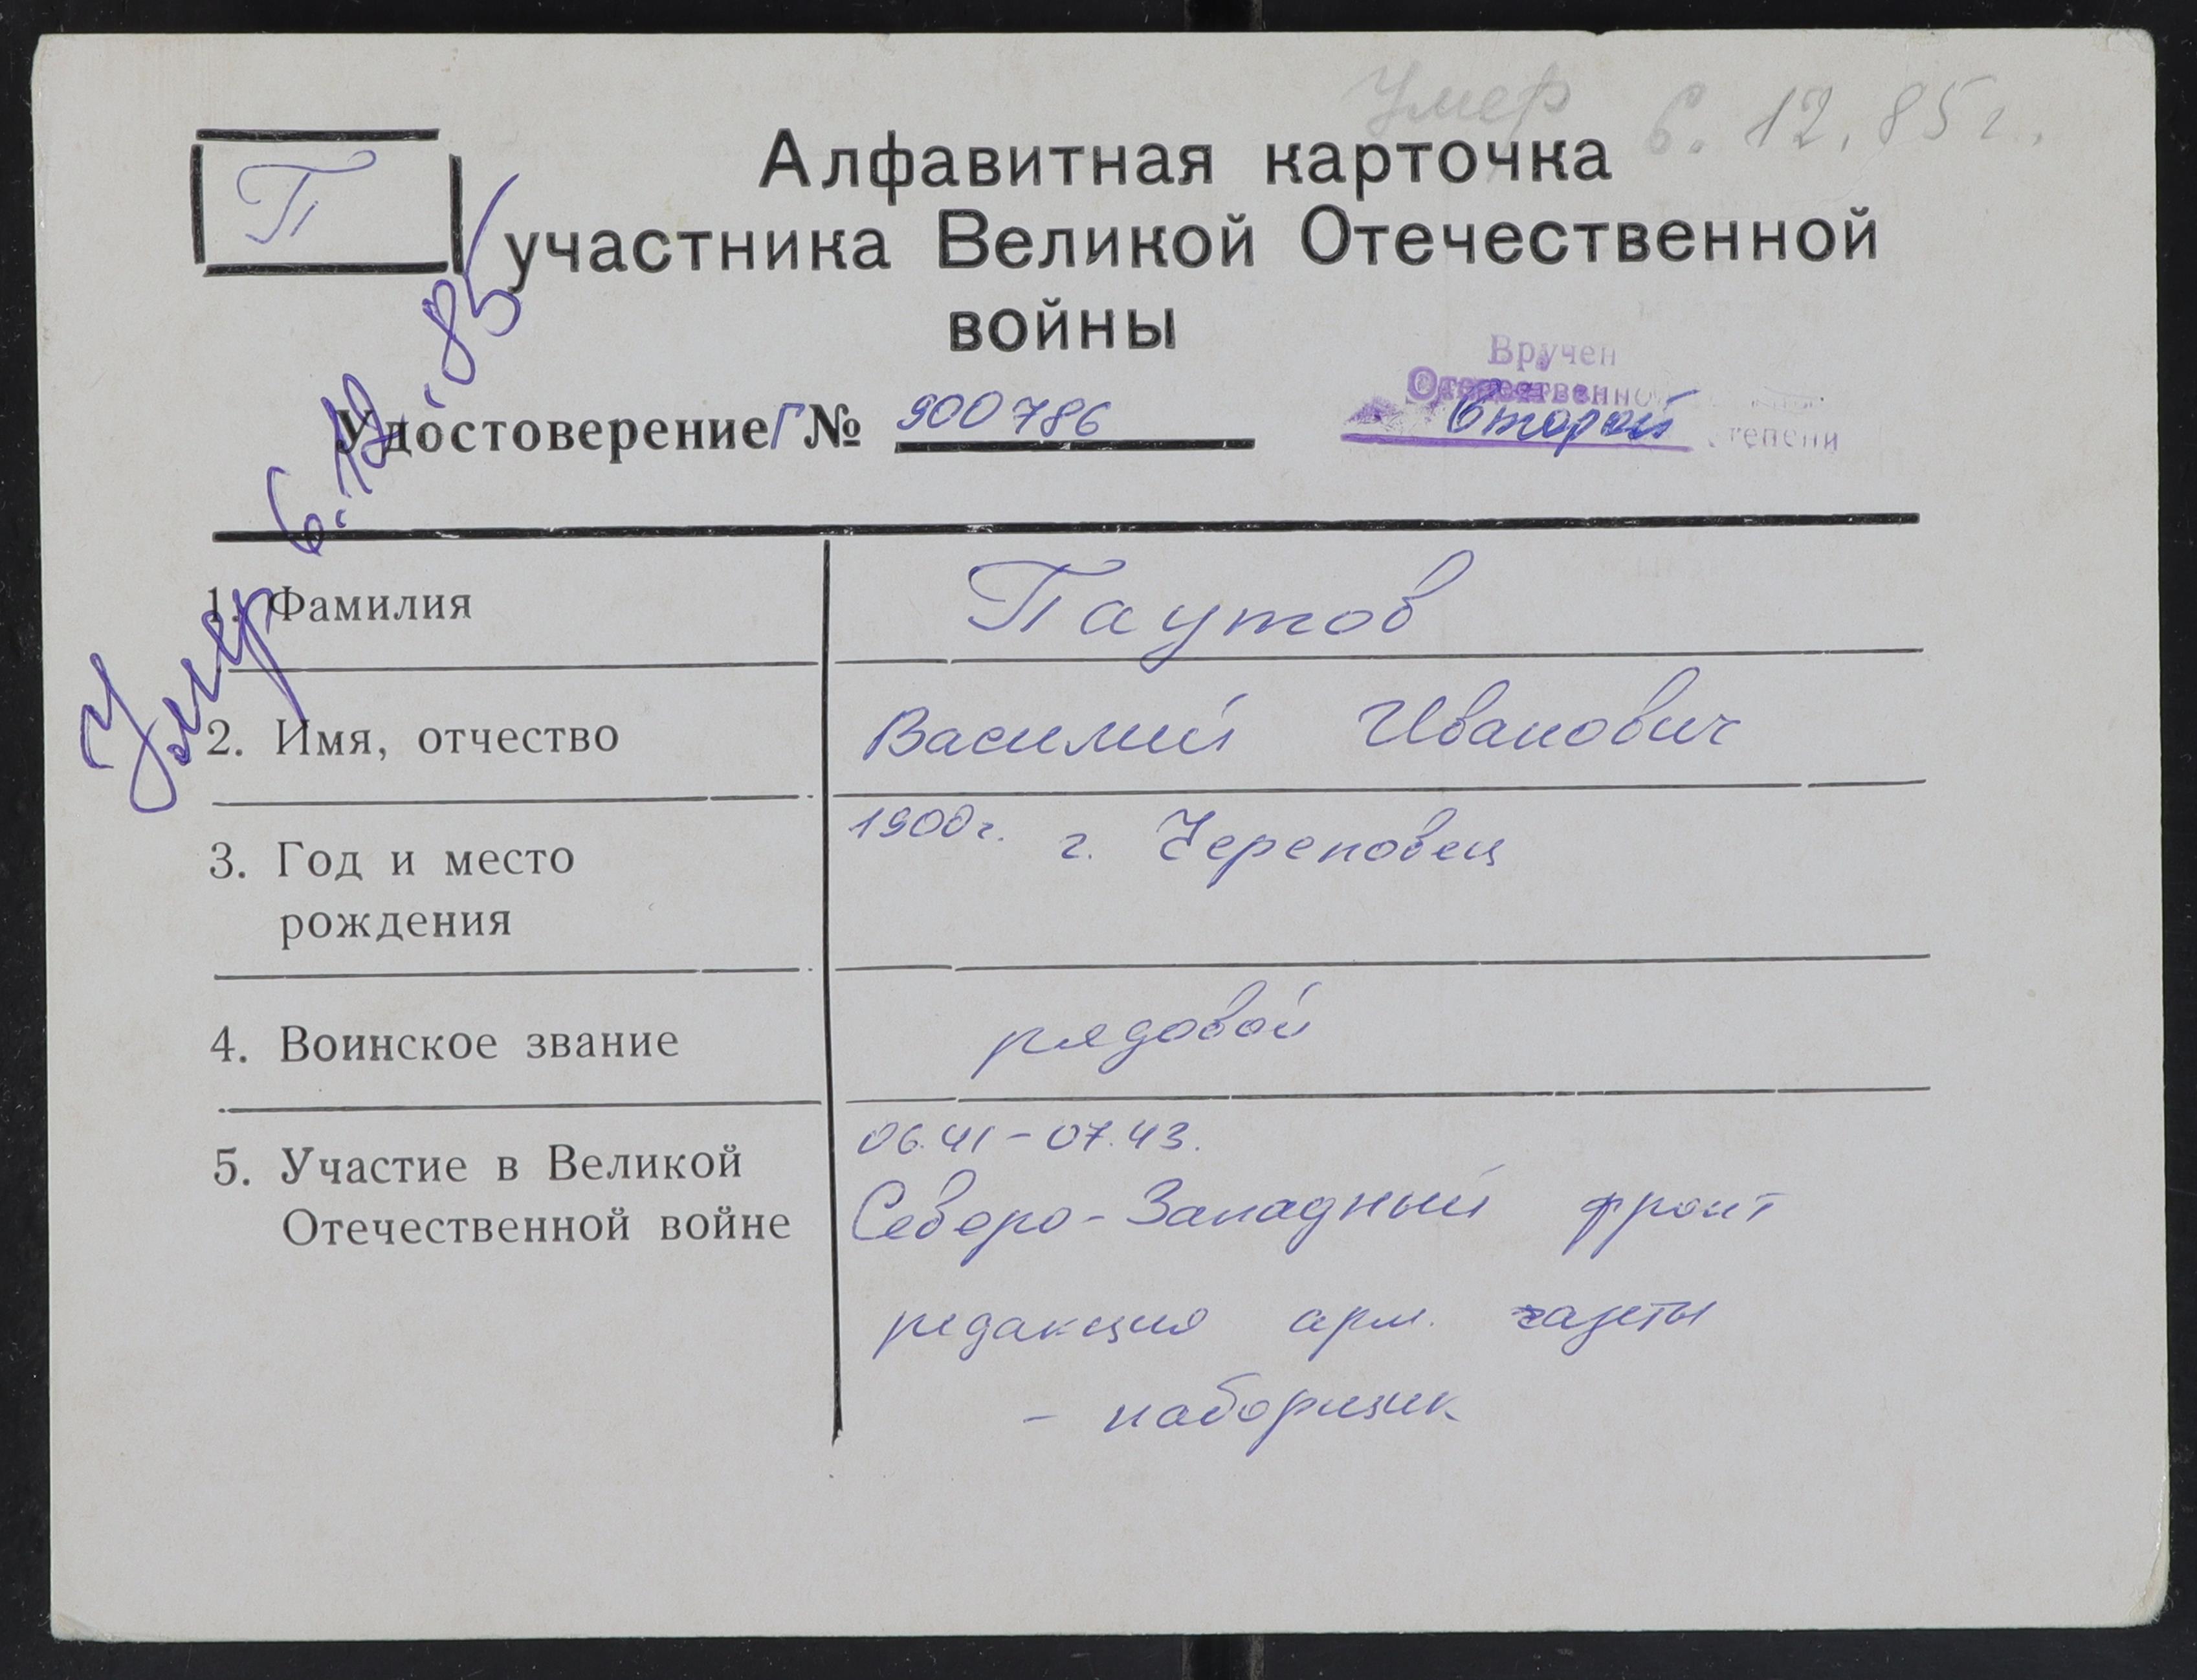 Умер 6.12.85г.
П
Алфавитная карточка
участника Великой Отечественной
войны
Вручен
Отечественной
Второй степени
Удостоверение Г № 900786
Умер 6.12.85
1. Фамилия Паутов
2. Имя, отчество Василий Иванович
3. Год и место 1900г. г. Череповец
рождения
4. Воинское звание рядовой
5. Участие в Великой 06.41-07.43.
Отечественной войне Северо-Западный фронт
редакция арм. газеты
- наборщик